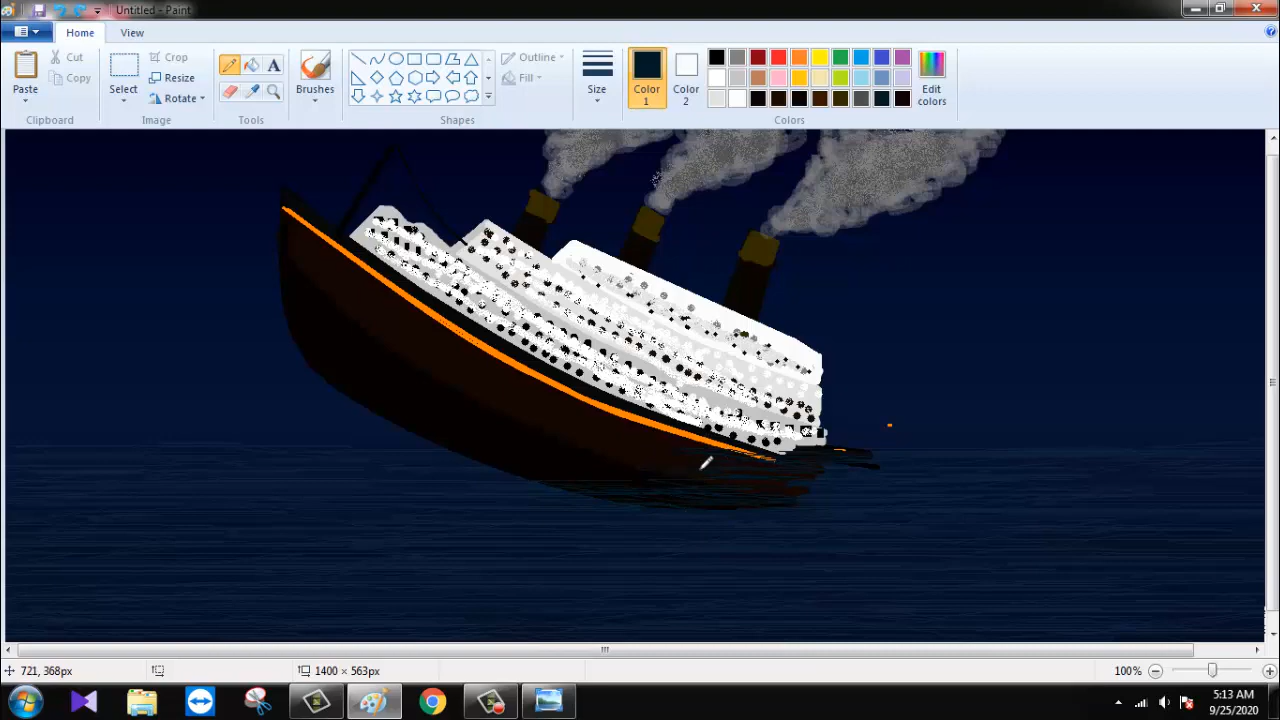 Untitled - Paint
Home View
Paste
Cut
Copy
Clipboard
Select
Crop
Resize
Rotate
Image
Tools
Brushes
Outline
Fill
Shapes
Size
Color 1
Color 2
Edit colors
Colors
721, 368px
1400 × 563px
100%
5:13 AM
9/25/2020